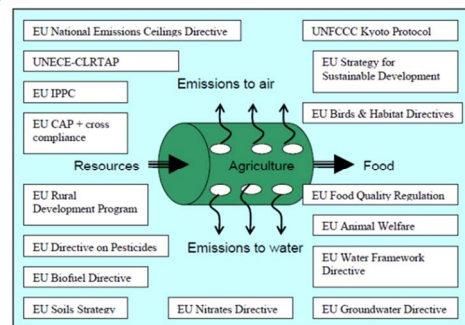 EU National Emissions Ceilings Directive
UNFCCC Kyoto Protocol
UNECE-CLRTAP
EU Strategy for
Sustainable Development
Emissions to air
EU IPPC
EU Birds & Habitat Directives
EU CAP + cross
compliance
Resources
Agriculture
Food
EU Rural
Development Program
EU Food Quality Regulation
EU Animal Welfare
EU Directive on Pesticides
Emissions to water
EU Water Framework
Directive
EU Biofuel Directive
EU Soils Strategy
EU Nitrates Directive
EU Groundwater Directive